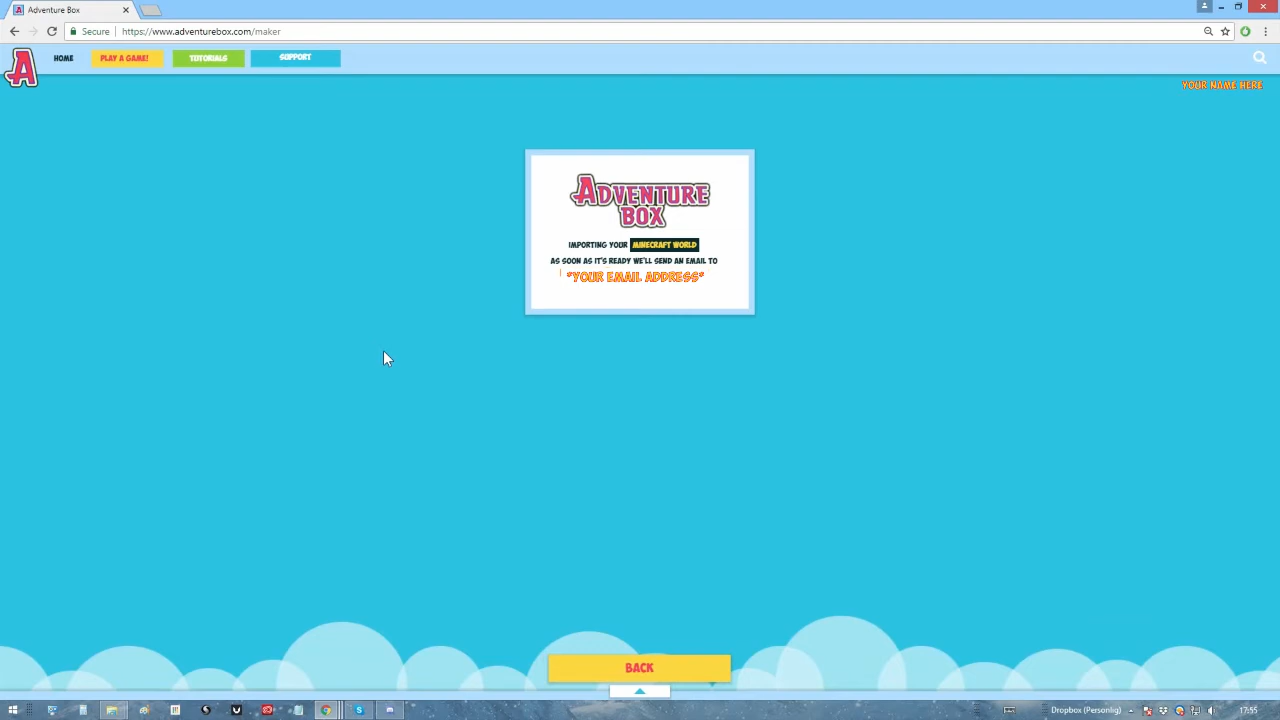 Adventure Box
Secure https://www.adventurebox.com/maker
A HOME PLAY A GAME! TUTORIALS SUPPORT
YOUR NAME HERE
ADVENTURE
BOX
IMPORTING YOUR MINECRAFT WORLD
AS SOON AS IT'S READY WE'LL SEND AN EMAIL TO
*YOUR EMAIL ADDRESS*
BACK
Dropbox (Personlig) 17:55